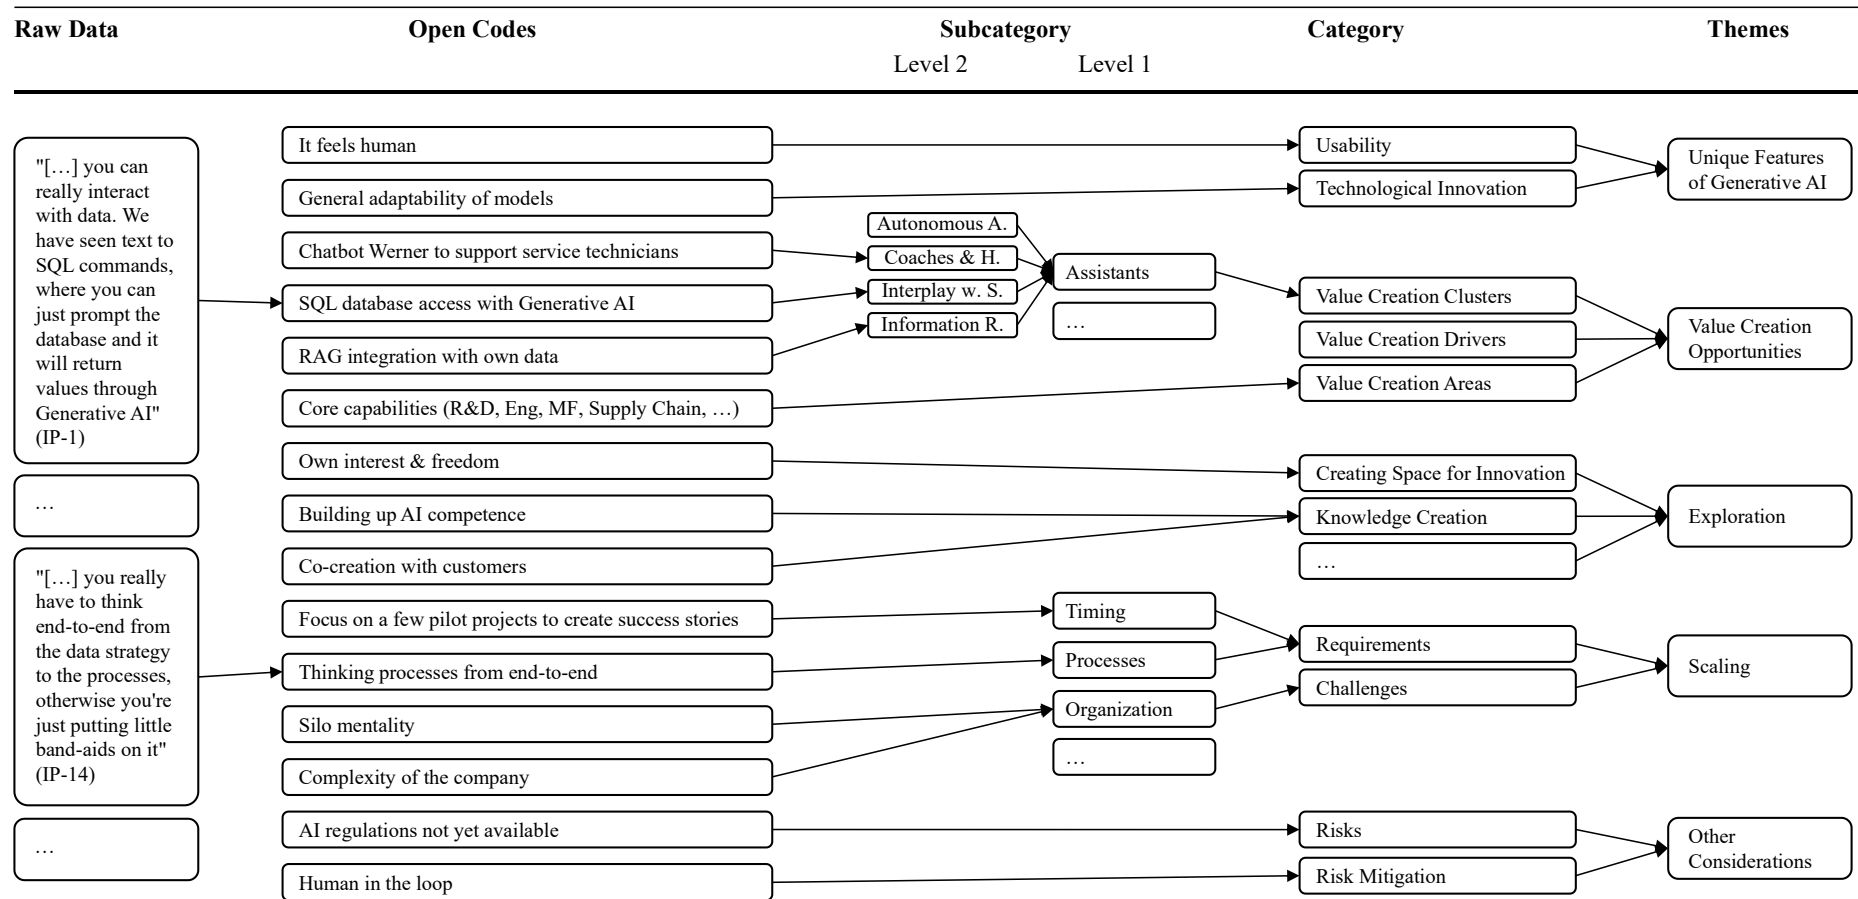 Raw Data
Open Codes
Subcategory
Category
Themes
Level 2
Level 1
"[…] you can
really interact
with data. We
have seen text to
SQL commands,
where you can
just prompt the
database and it
will return
values through
Generative AI"
(IP-1)
…
"[…] you really
have to think
end-to-end from
the data strategy
to the processes,
otherwise you're
just putting little
band-aids on it"
(IP-14)
…
It feels human
General adaptability of models
Chatbot Werner to support service technicians
SQL database access with Generative AI
RAG integration with own data
Core capabilities (R&D, Eng, MF, Supply Chain, …)
Own interest & freedom
Building up AI competence
Co-creation with customers
Focus on a few pilot projects to create success stories
Thinking processes from end-to-end
Silo mentality
Complexity of the company
AI regulations not yet available
Human in the loop
Autonomous A.
Coaches & H.
Interplay w. S.
Information R.
Assistants
…
Timing
Processes
Organization
…
Usability
Technological Innovation
Value Creation Clusters
Value Creation Drivers
Value Creation Areas
Creating Space for Innovation
Knowledge Creation
…
Requirements
Challenges
Risks
Risk Mitigation
Unique Features
of Generative AI
Value Creation
Opportunities
Exploration
Scaling
Other
Considerations